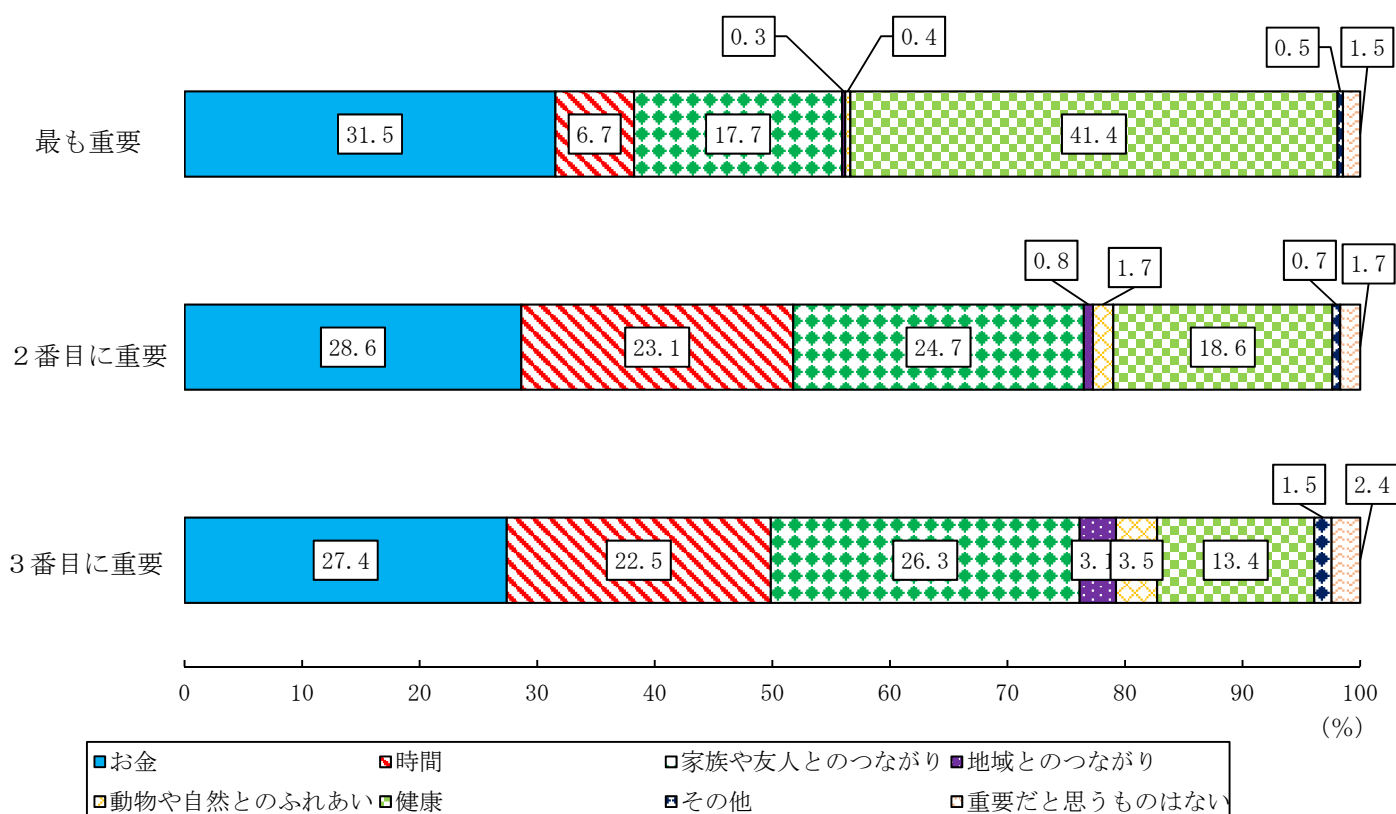 0.3 0.4 0.5 1.5
最も重要 31.5 6.7 17.7 41.4
0.8 1.7 0.7 1.7
２番目に重要 28.6 23.1 24.7 18.6
1.5 2.4
３番目に重要 27.4 22.5 26.3 3.1 3.5 13.4
0 10 20 30 40 50 60 70 80 90 100
(%)
お金 時間 家族や友人とのつながり 地域とのつながり
動物や自然とのふれあい 健康 その他 重要だと思うものはない